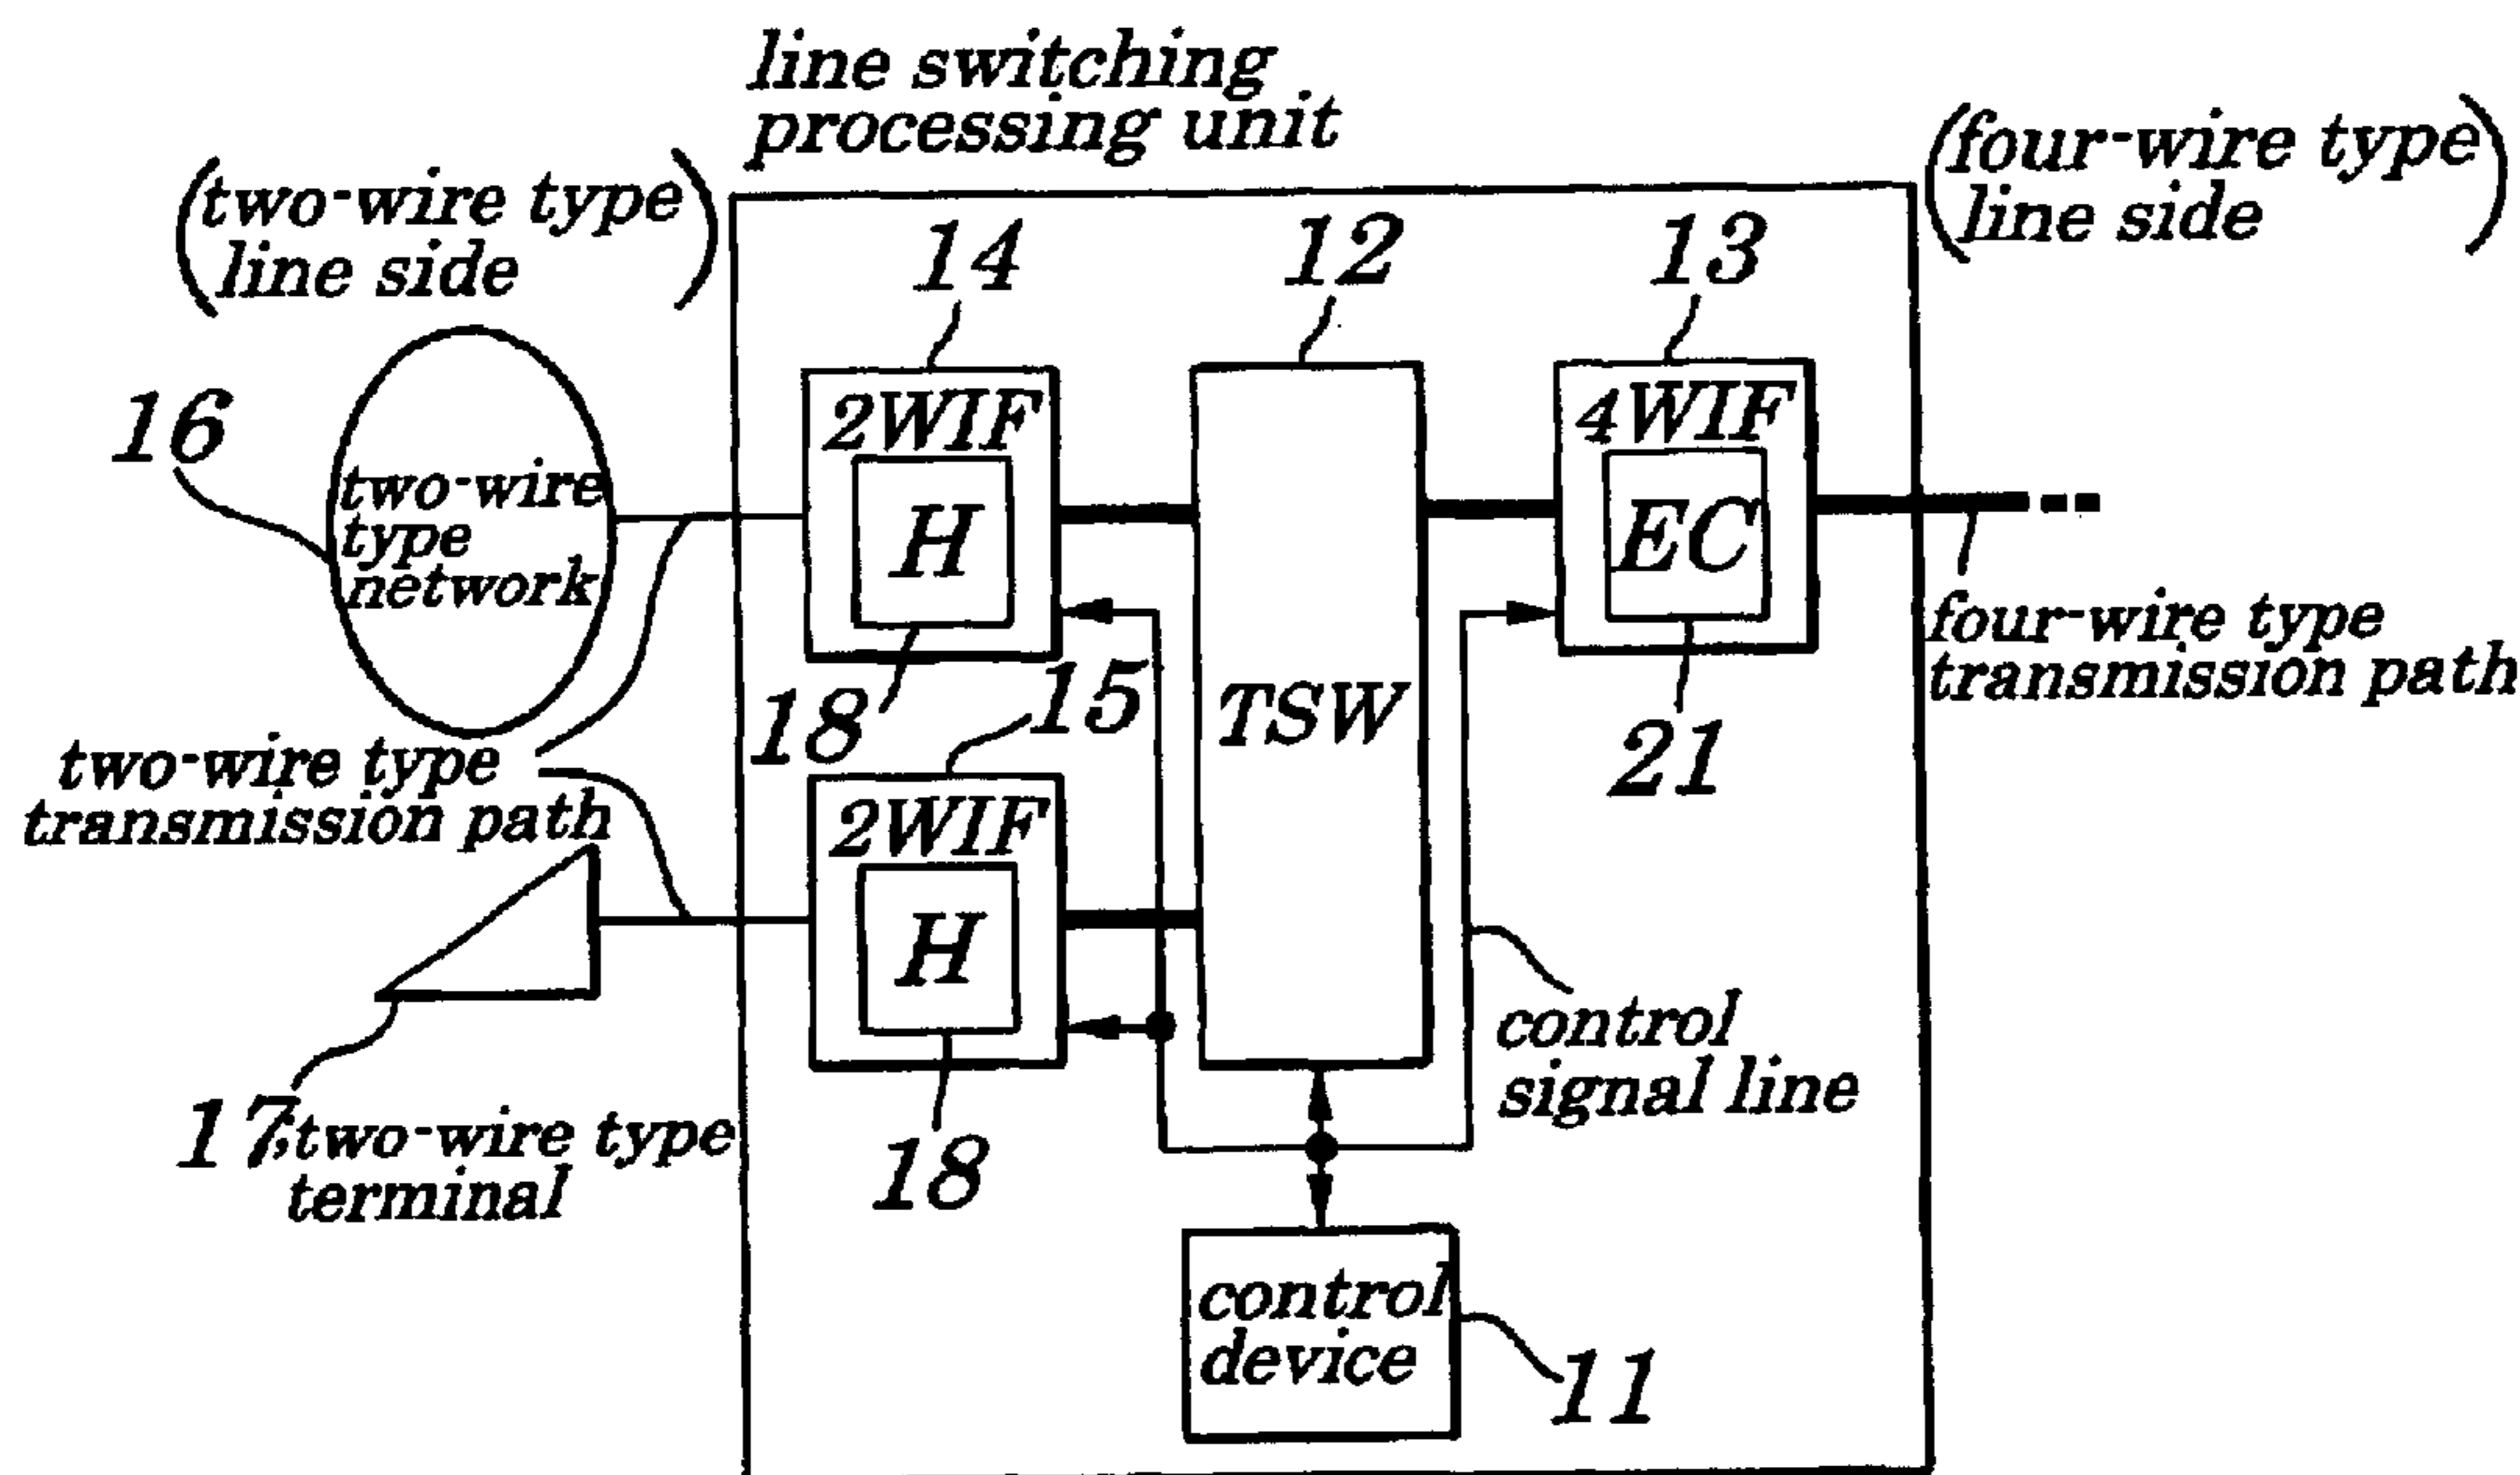 line switching
processing unit
(two-wire type
line side)
(four-wire type
line side)
14
12
13
16
2WIF
4WIF
two-wire
type
network
H
EC
four-wire type
transmission path
18
15
TSW
21
two-wire type
transmission path
2WIF
H
control
signal line
17
two-wire type
terminal
18
control
device
11